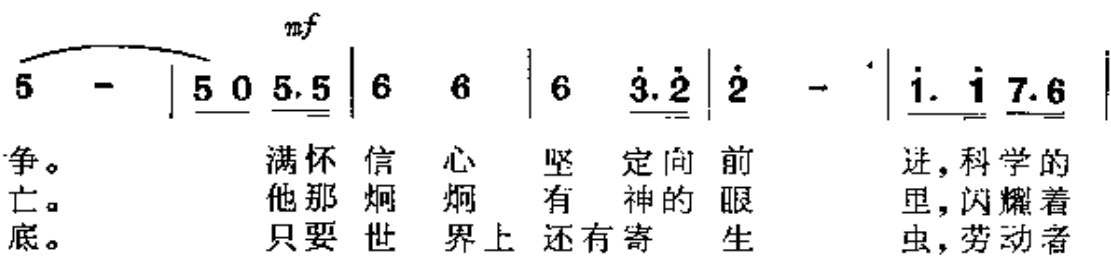 mf
5 - | 5 0 5. 5 | 6 6 | 6 3. 2 | 2 - | 1. 1 7. 6 |
争。 满怀 信 心 坚 定向 前 进,科学的
亡。 他那 炯 炯 有 神的 眼 里,闪耀着
底。 只要 世 界上 还有寄 生 虫,劳动者